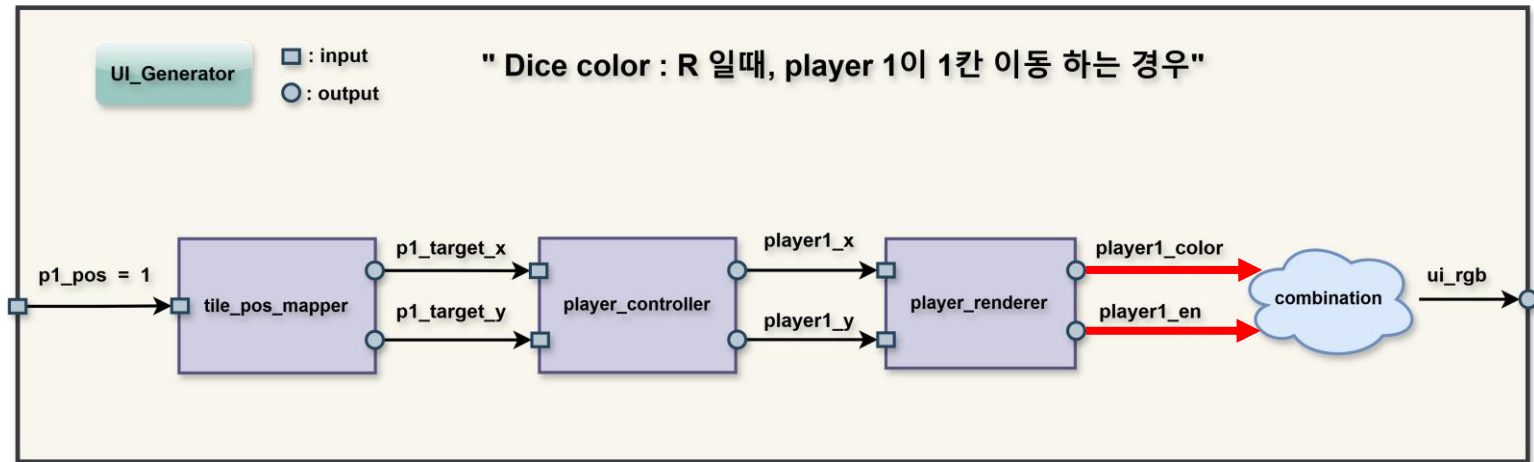 UI_Generator
: input
: output
" Dice color : R 일때, player 1이 1칸 이동 하는 경우"
p1_pos = 1
tile_pos_mapper
p1_target_x
p1_target_y
player_controller
player1_x
player1_y
player_renderer
player1_color
player1_en
combination
ui_rgb